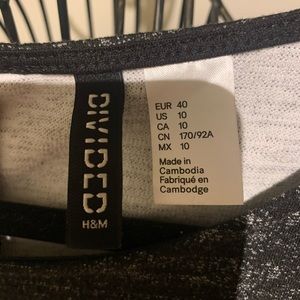 DIVIDED
H&M
EUR 40
US 10
CA 10
CN 170/92A
MX 10
Made in
Cambodia
Fabriqué en
Cambodge